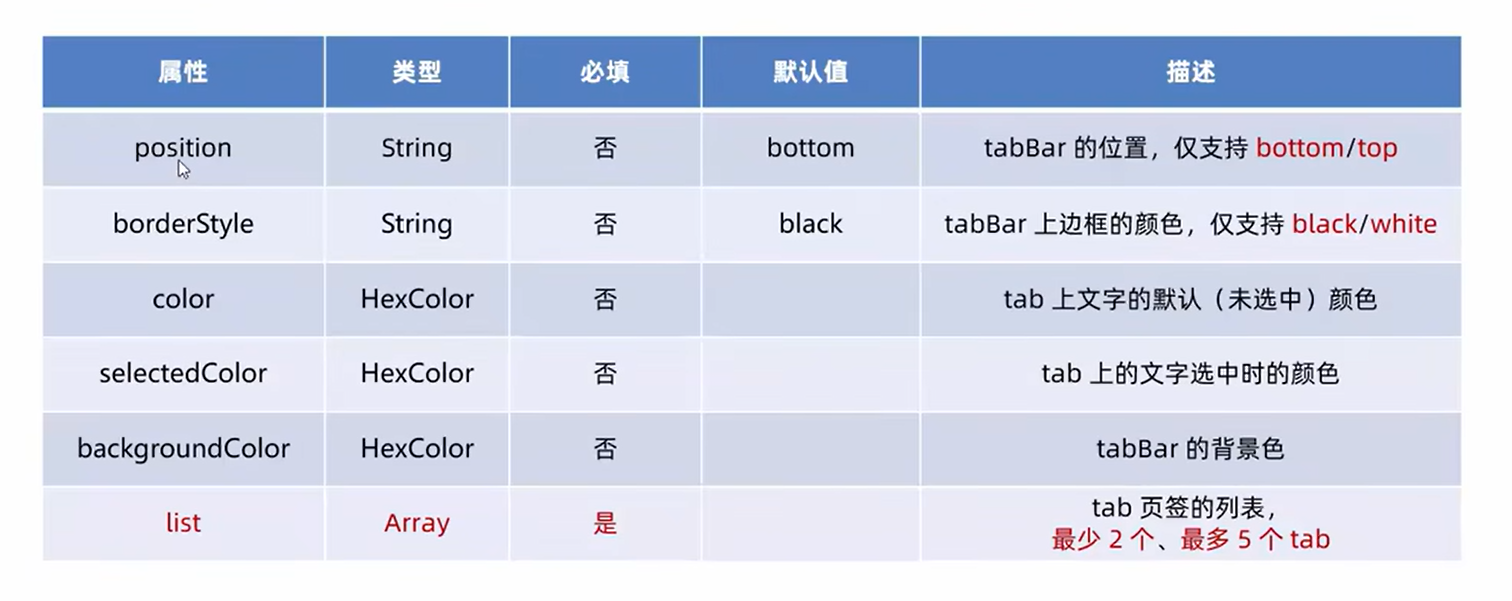 属性 类型 必填 默认值 描述
position String 否 bottom tabBar 的位置，仅支持 bottom/top
borderStyle String 否 black tabBar 上边框的颜色，仅支持 black/white
color HexColor 否 tab 上文字的默认（未选中）颜色
selectedColor HexColor 否 tab 上的文字选中时的颜色
backgroundColor HexColor 否 tabBar 的背景色
list Array 是 tab 页签的列表，
最少 2 个、最多 5 个 tab